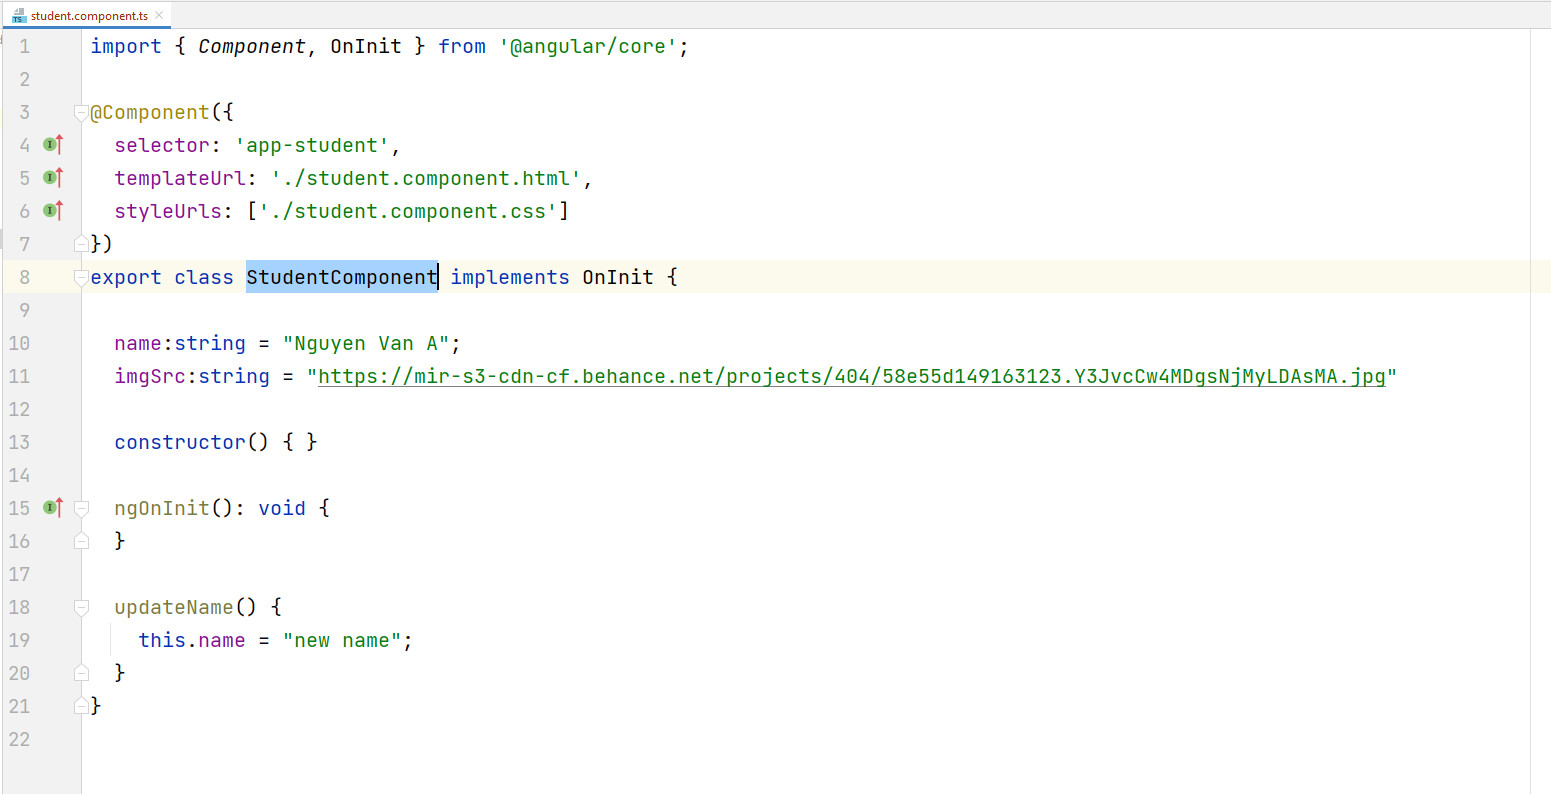 student.component.ts
1 import { Component, OnInit } from '@angular/core';
2
3 @Component({
4   selector: 'app-student',
5   templateUrl: './student.component.html',
6   styleUrls: ['./student.component.css']
7 })
8 export class StudentComponent implements OnInit {
9
10   name:string = "Nguyen Van A";
11   imgSrc:string = "https://mir-s3-cdn-cf.behance.net/projects/404/58e55d149163123.Y3JvcCw4MDgsNjMyLDAsMA.jpg"
12
13   constructor() { }
14
15   ngOnInit(): void {
16   }
17
18   updateName() {
19     this.name = "new name";
20   }
21 }
22